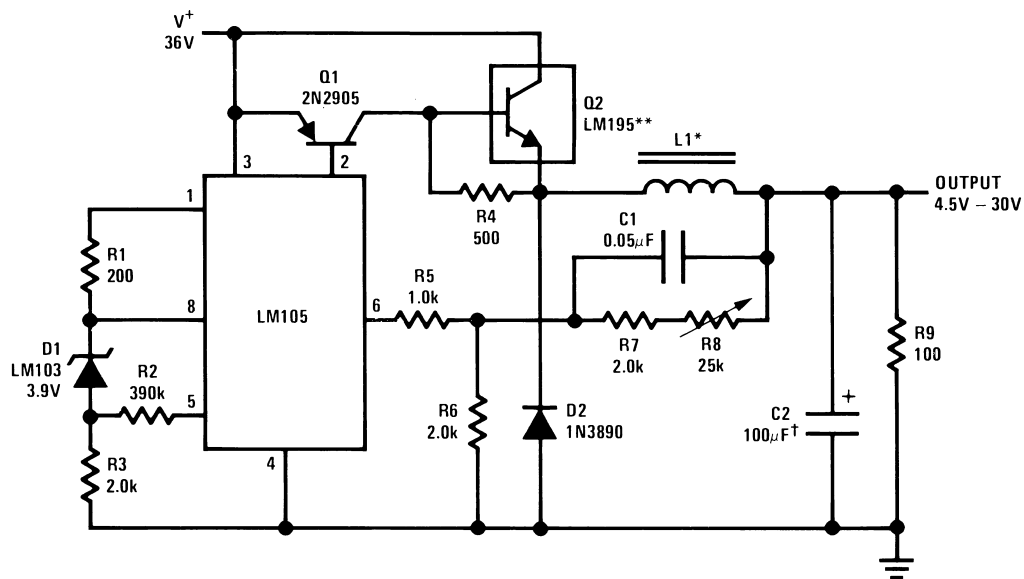 V+
36V
Q1
2N2905
Q2
LM195**
L1*
OUTPUT
4.5V – 30V
3
2
1
R4
500
C1
0.05μF
R1
200
R5
1.0k
8
LM105
6
R7
2.0k
R8
25k
R9
100
D1
LM103
3.9V
R2
390k
5
R6
2.0k
D2
1N3890
+
C2
100μF†
R3
2.0k
4